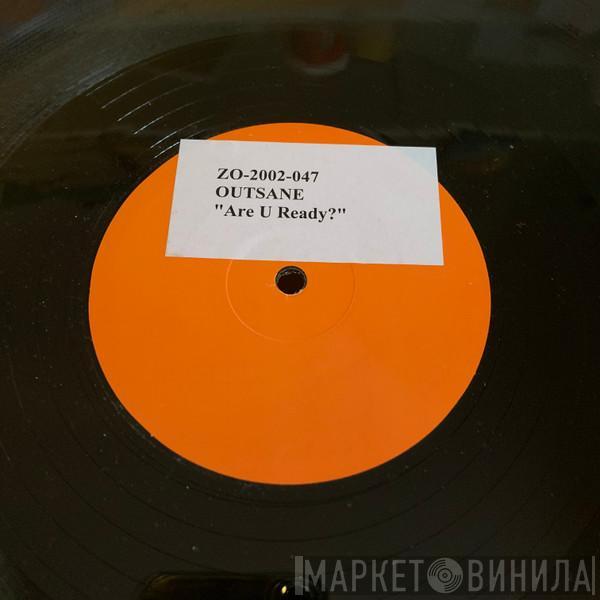 ZO-2002-047
OUTSANE
"Are U Ready?"
МАРКЕТ ВИНИЛА